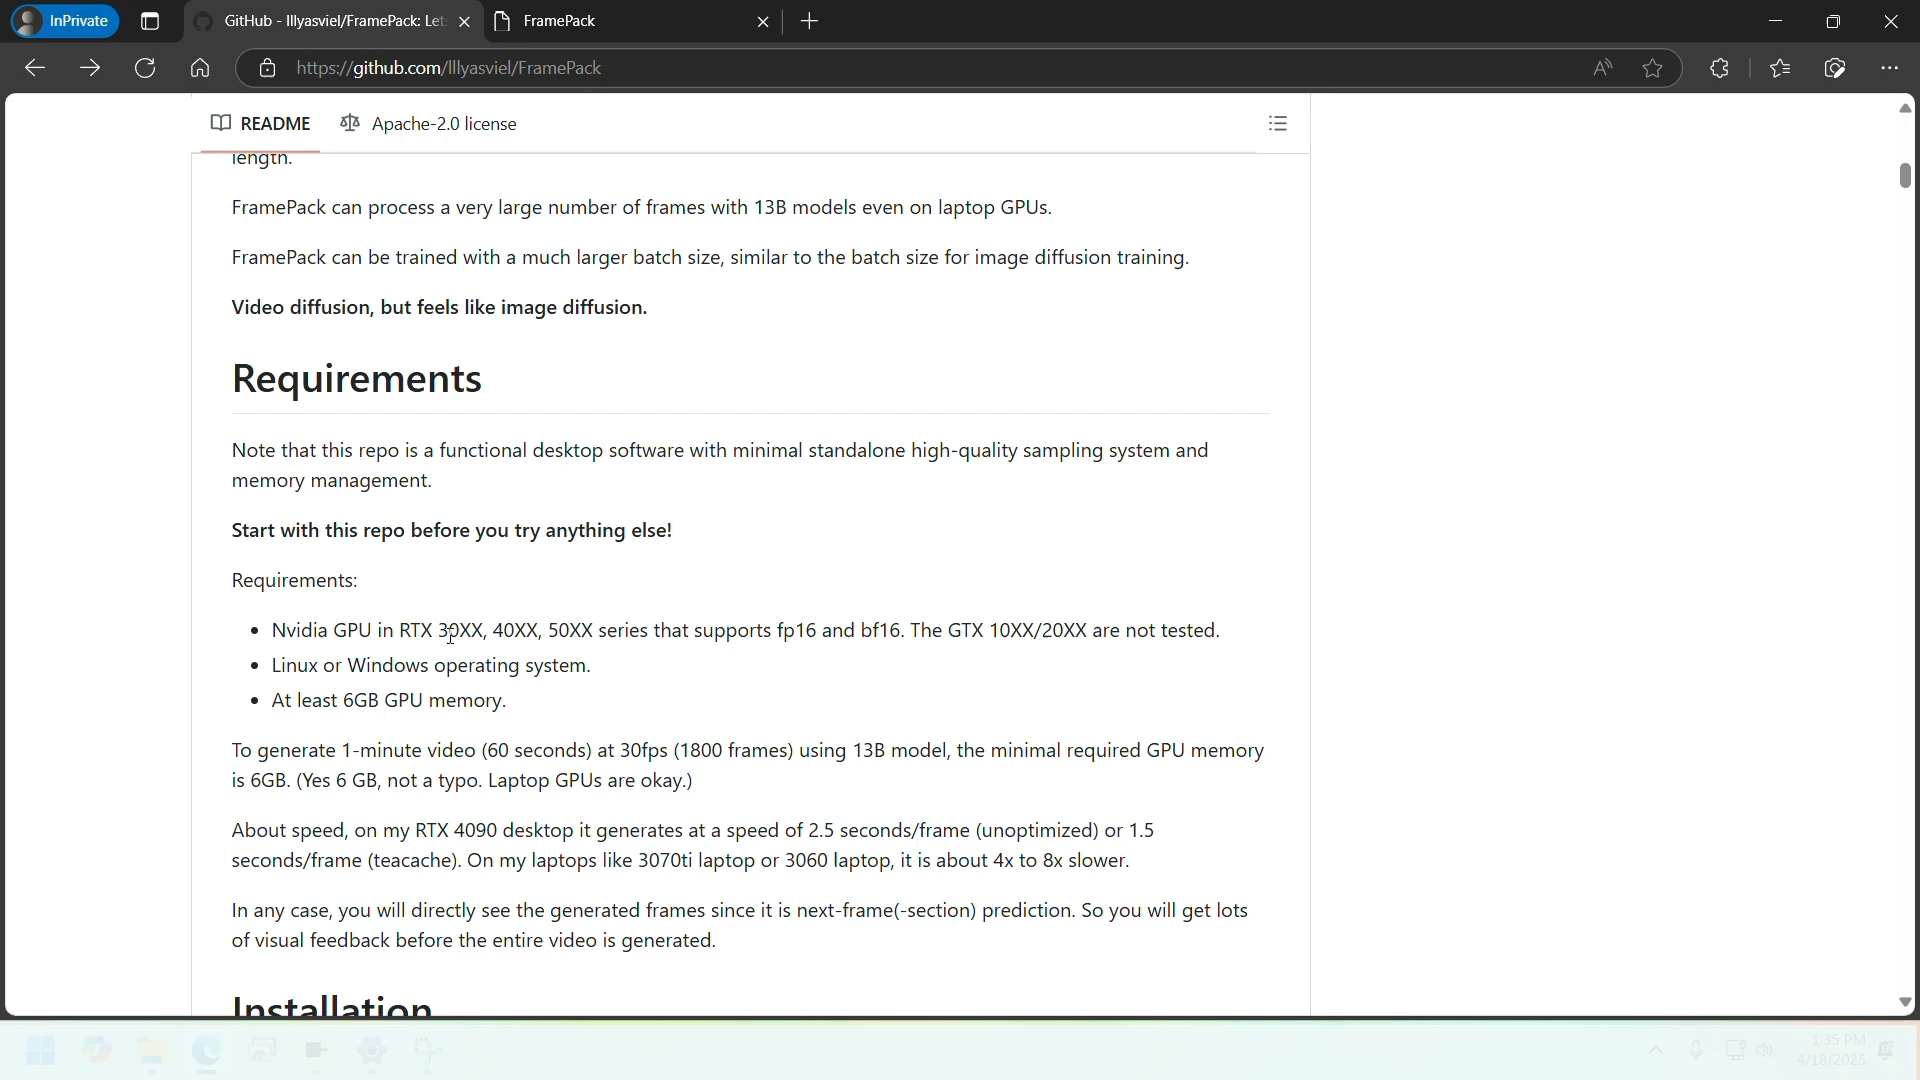 InPrivate
GitHub - lllyasviel/FramePack: Let
FramePack
https://github.com/lllyasviel/FramePack
README
Apache-2.0 license
length.
FramePack can process a very large number of frames with 13B models even on laptop GPUs.
FramePack can be trained with a much larger batch size, similar to the batch size for image diffusion training.
Video diffusion, but feels like image diffusion.
Requirements
Note that this repo is a functional desktop software with minimal standalone high-quality sampling system and
memory management.
Start with this repo before you try anything else!
Requirements:
• Nvidia GPU in RTX 30XX, 40XX, 50XX series that supports fp16 and bf16. The GTX 10XX/20XX are not tested.
• Linux or Windows operating system.
• At least 6GB GPU memory.
To generate 1-minute video (60 seconds) at 30fps (1800 frames) using 13B model, the minimal required GPU memory
is 6GB. (Yes 6 GB, not a typo. Laptop GPUs are okay.)
About speed, on my RTX 4090 desktop it generates at a speed of 2.5 seconds/frame (unoptimized) or 1.5
seconds/frame (teacache). On my laptops like 3070ti laptop or 3060 laptop, it is about 4x to 8x slower.
In any case, you will directly see the generated frames since it is next-frame(-section) prediction. So you will get lots
of visual feedback before the entire video is generated.
Installation
1:35 PM
4/18/2025